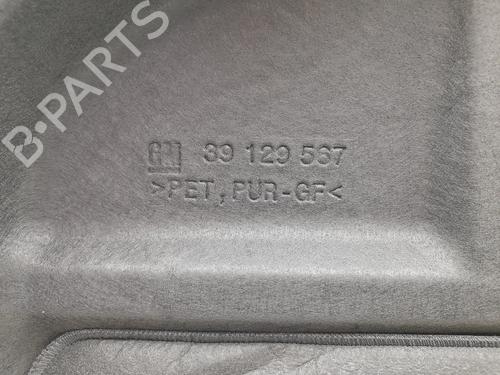 B-PARTS
GM 39 129 567
>PET, PUR-GF<